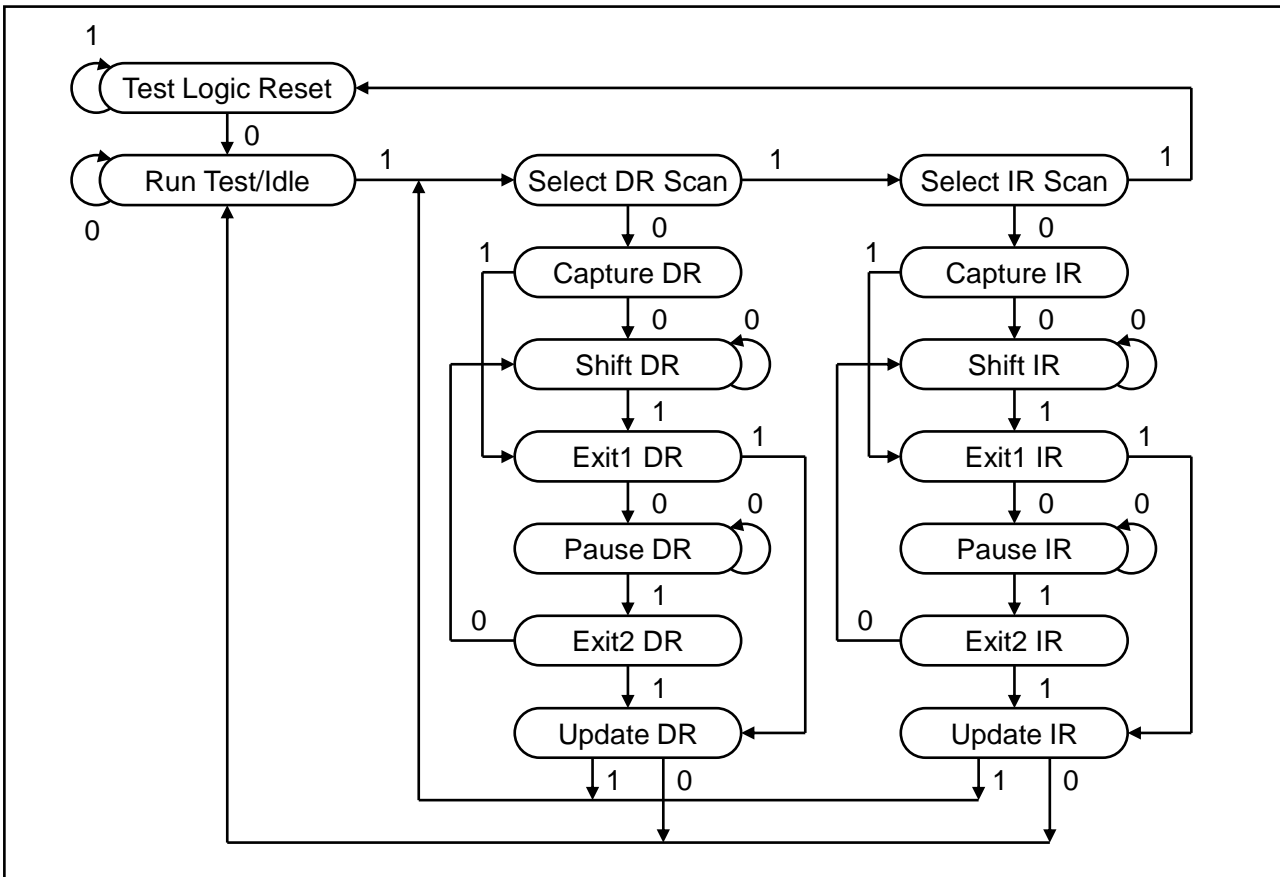 1
Test Logic Reset
0
Run Test/Idle
1
Select DR Scan
1
Select IR Scan
1
0
0
0
1
Capture DR
1
Capture IR
0
0
0
0
Shift DR
Shift IR
1
1
Exit1 DR
1
Exit1 IR
1
0
0
0
0
Pause DR
Pause IR
1
1
0
Exit2 DR
0
Exit2 IR
1
1
Update DR
Update IR
1
0
1
0